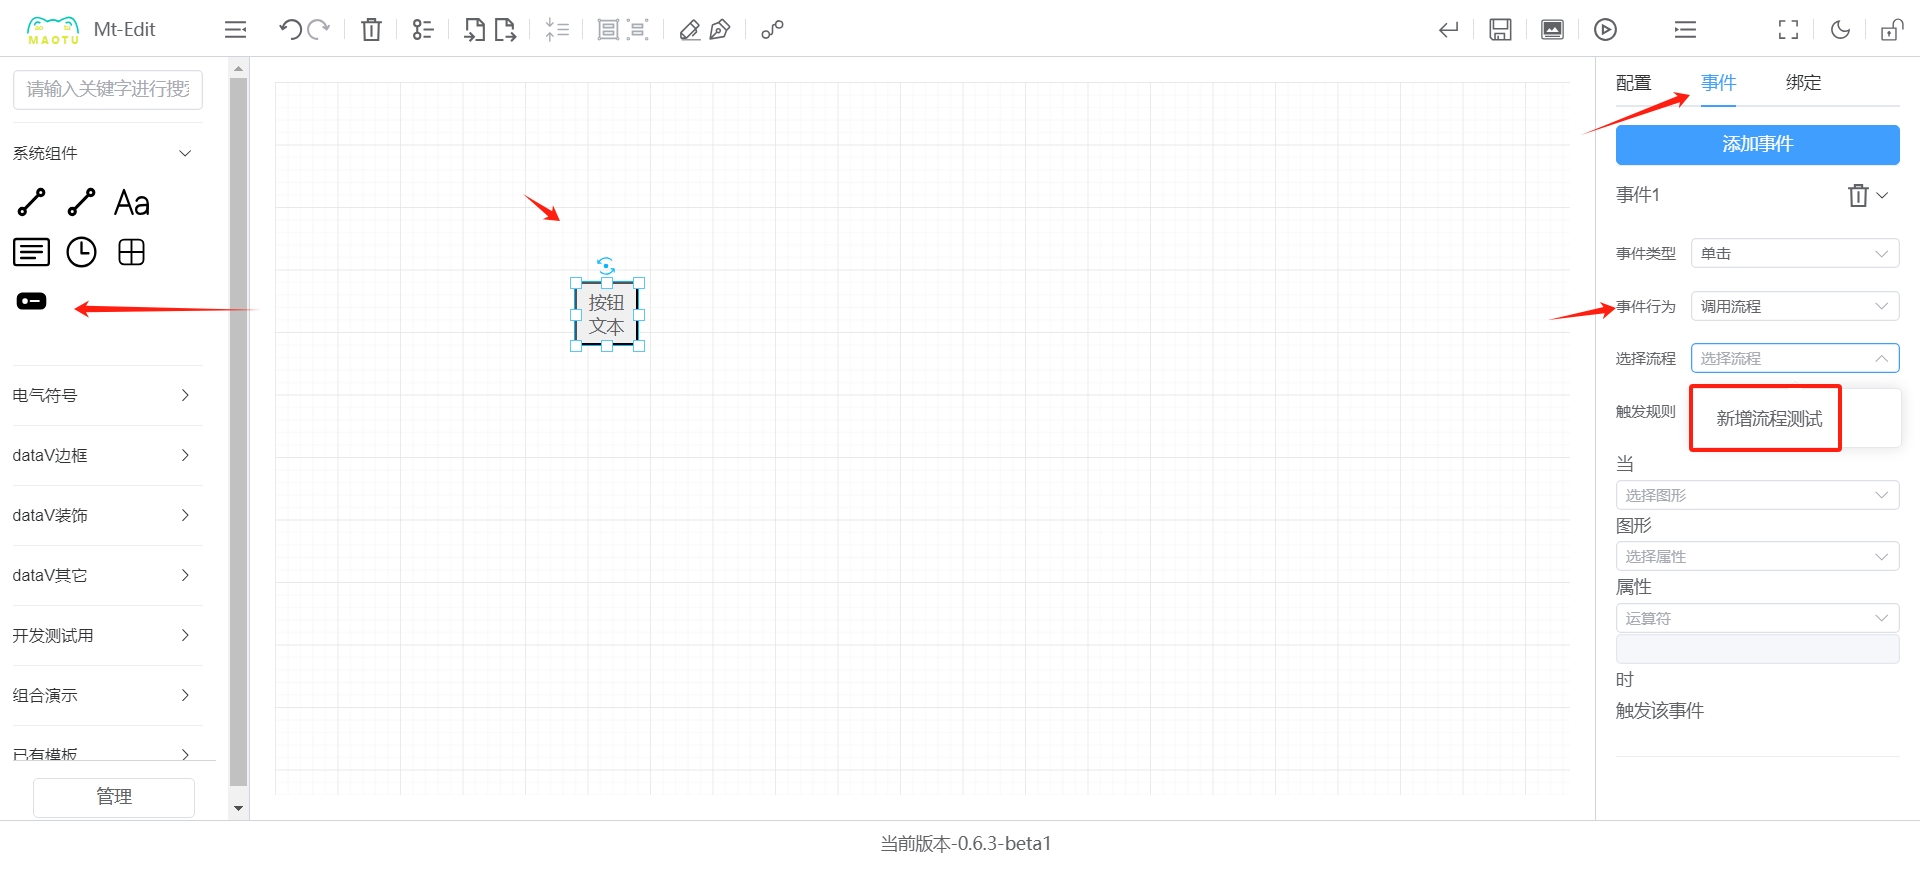 MAOTU
Mt-Edit
请输入关键字进行搜
系统组件
Aa
电气符号
dataV边框
dataV装饰
dataV其它
开发测试用
组合演示
已有模板
管理
按钮
文本
配置
事件
绑定
添加事件
事件1
事件类型
单击
事件行为
调用流程
选择流程
选择流程
触发规则
新增流程测试
当
选择图形
图形
选择属性
属性
运算符
时
触发该事件
当前版本-0.6.3-beta1